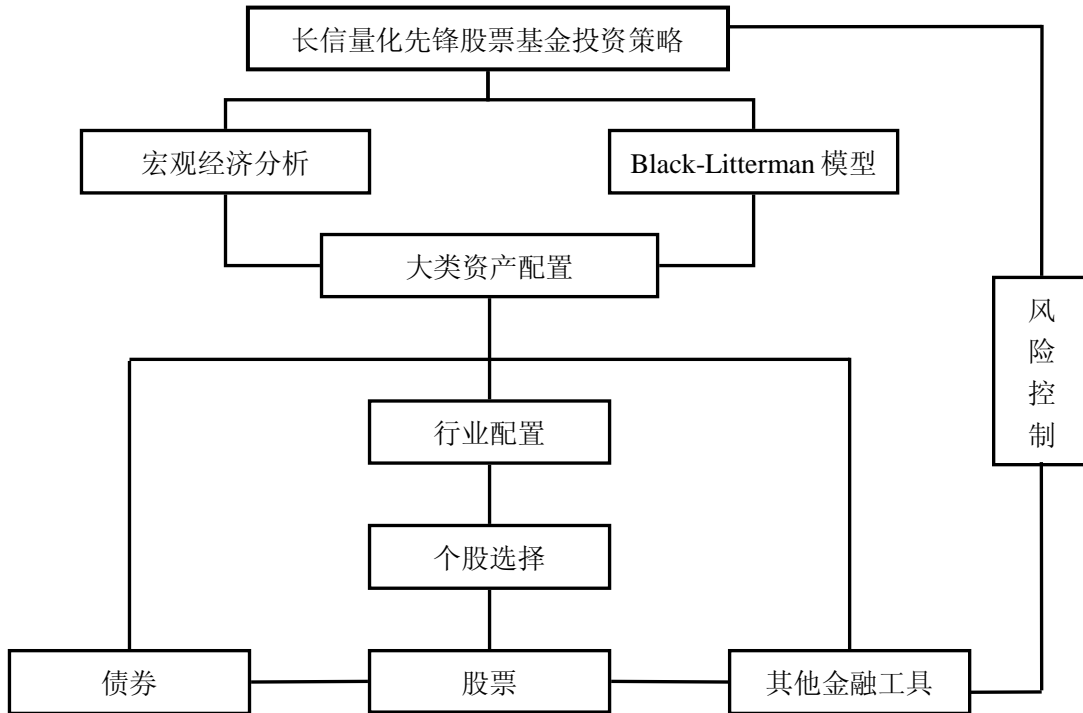 长信量化先锋股票基金投资策略
宏观经济分析
Black-Litterman 模型
大类资产配置
风
险
控
制
行业配置
个股选择
债券
股票
其他金融工具